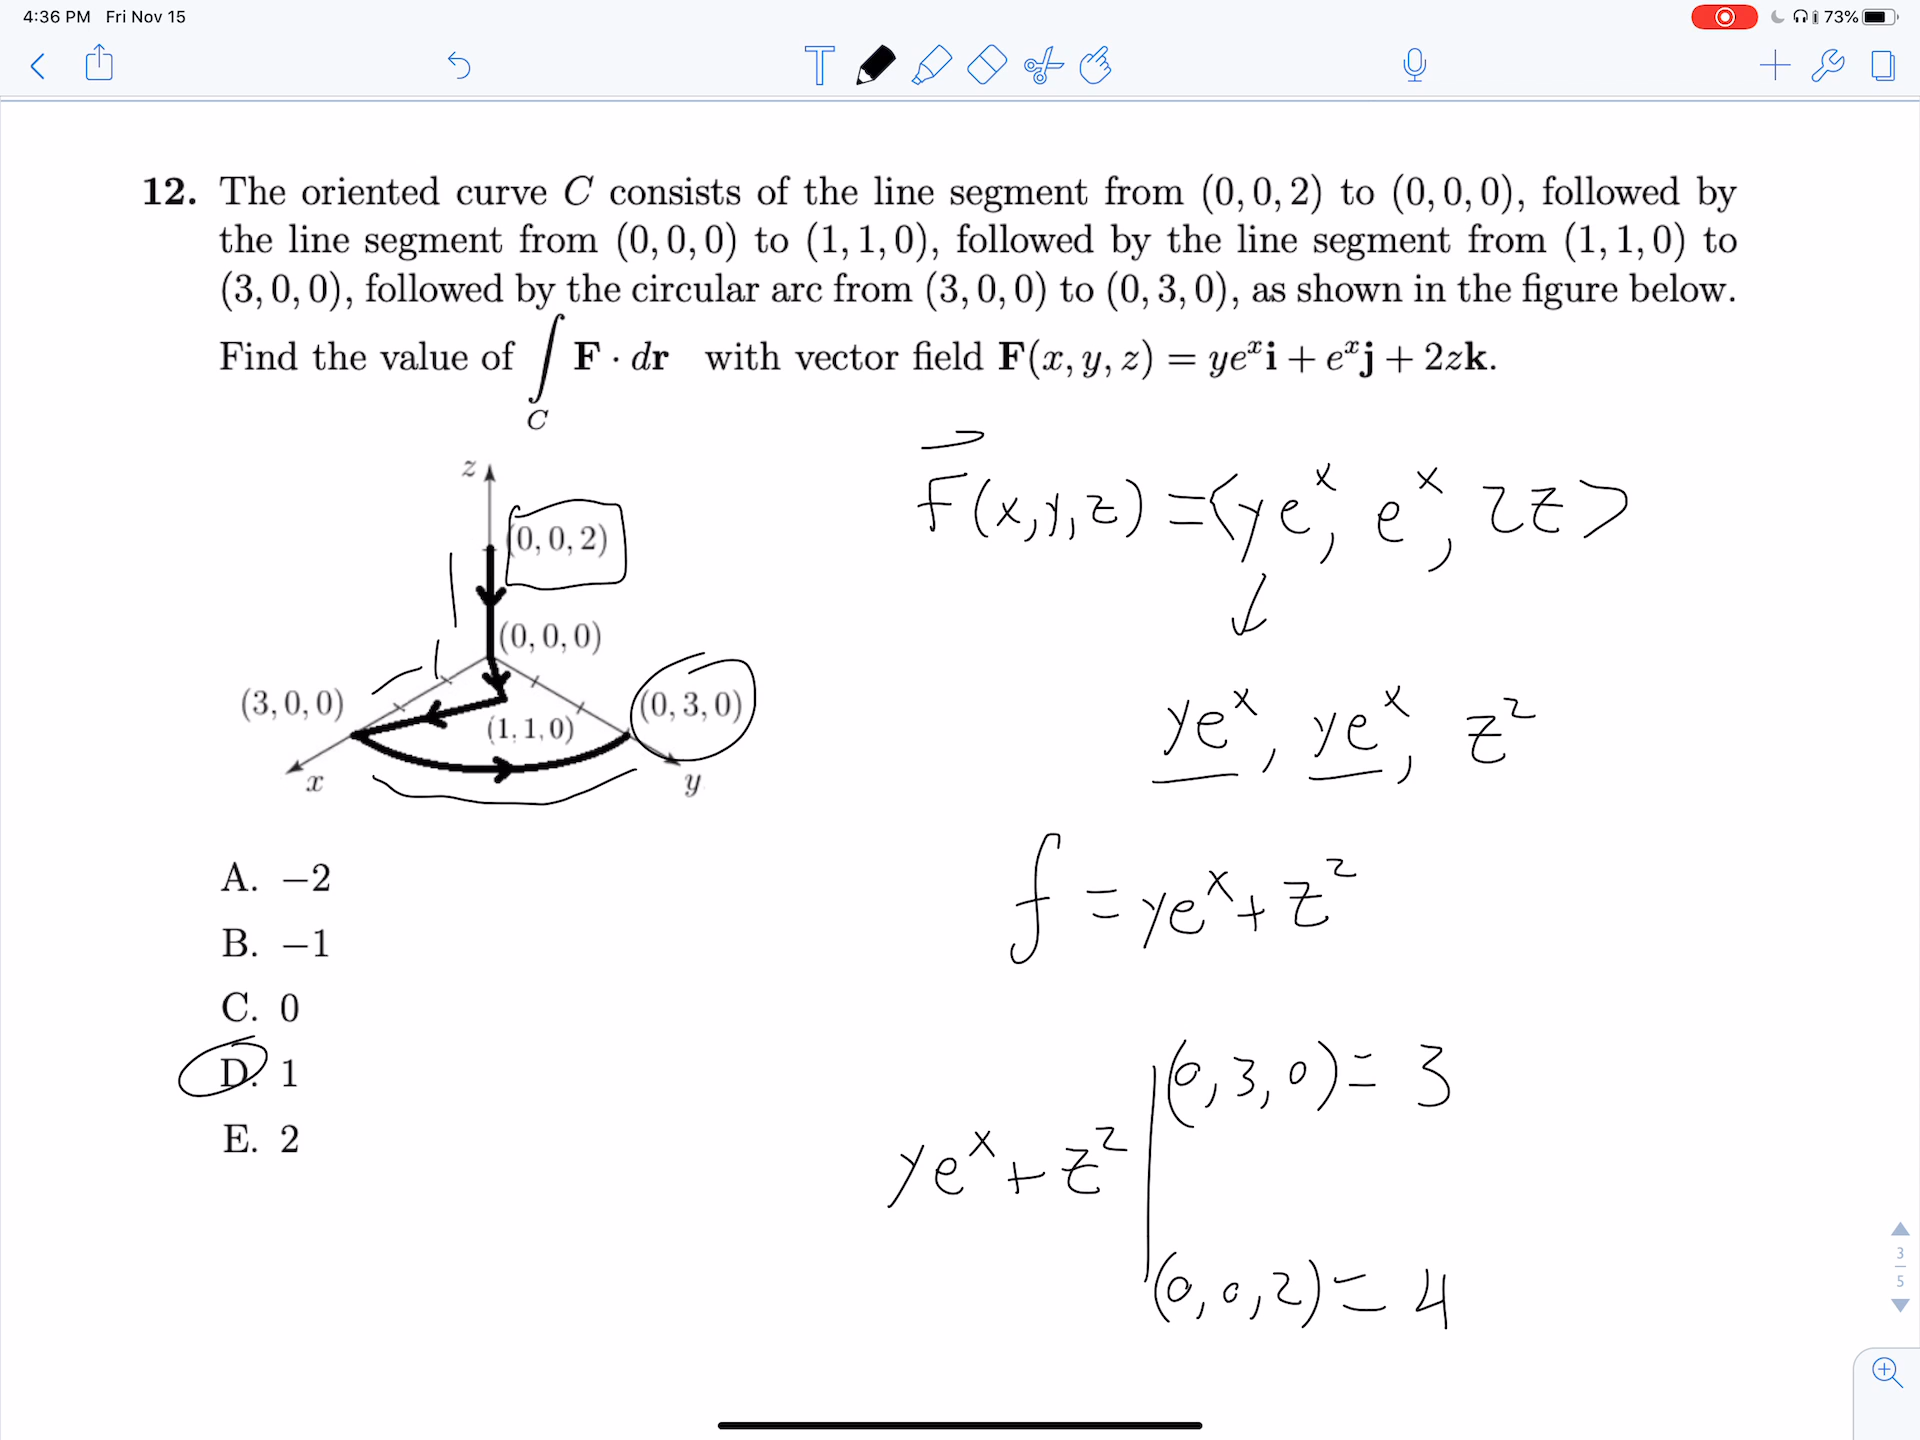 4:36 PM Fri Nov 15
73%
12. The oriented curve C consists of the line segment from (0, 0, 2) to (0, 0, 0), followed by
the line segment from (0, 0, 0) to (1, 1, 0), followed by the line segment from (1, 1, 0) to
(3, 0, 0), followed by the circular arc from (3, 0, 0) to (0, 3, 0), as shown in the figure below.
Find the value of ∫_C F · dr with vector field F(x, y, z) = ye^x i + e^x j + 2z k.
F(x,y,z) = <ye^x, e^x, 2z>
z
(0, 0, 2)
(0, 0, 0)
(3, 0, 0)
(1, 1, 0)
(0, 3, 0)
x
y
ye^x, ye^x, z^2
f = ye^x + z^2
A. −2
B. −1
C. 0
D. 1
E. 2
(0, 3, 0) = 3
ye^x + z^2
(0, 0, 2) = 4
3
5